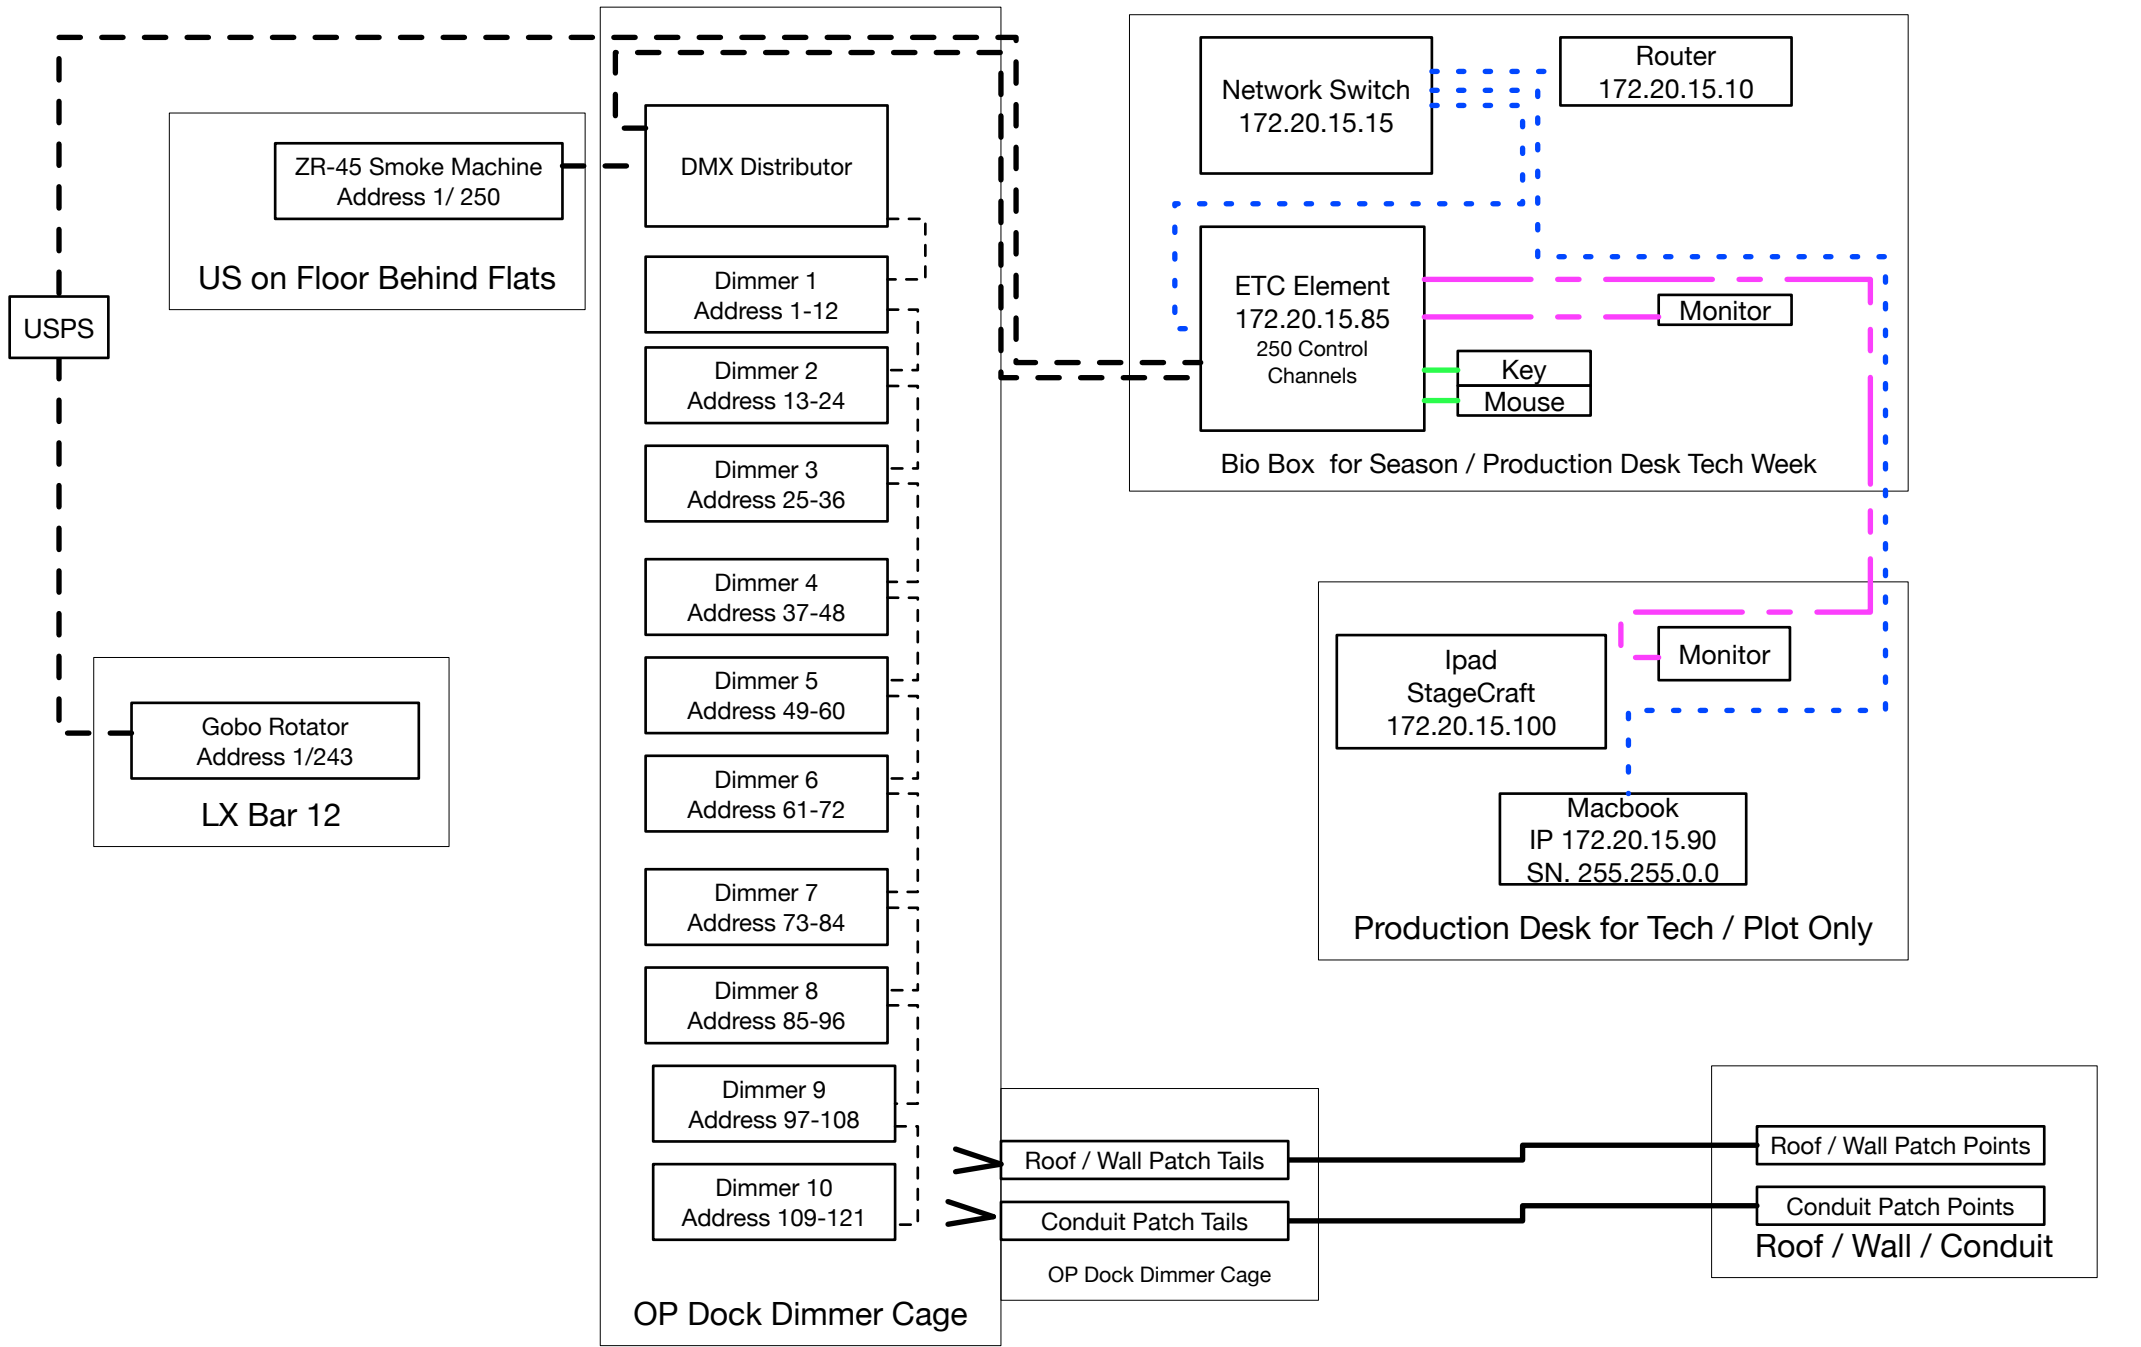 Network Switch
172.20.15.15
Router
172.20.15.10
ZR-45 Smoke Machine
Address 1/ 250
US on Floor Behind Flats
USPS
Gobo Rotator
Address 1/243
LX Bar 12
DMX Distributor
Dimmer 1
Address 1-12
Dimmer 2
Address 13-24
Dimmer 3
Address 25-36
Dimmer 4
Address 37-48
Dimmer 5
Address 49-60
Dimmer 6
Address 61-72
Dimmer 7
Address 73-84
Dimmer 8
Address 85-96
Dimmer 9
Address 97-108
Dimmer 10
Address 109-121
OP Dock Dimmer Cage
ETC Element
172.20.15.85
250 Control
Channels
Monitor
Key
Mouse
Bio Box  for Season / Production Desk Tech Week
Ipad
StageCraft
172.20.15.100
Monitor
Macbook
IP 172.20.15.90
SN. 255.255.0.0
Production Desk for Tech / Plot Only
Roof / Wall Patch Tails
Conduit Patch Tails
OP Dock Dimmer Cage
Roof / Wall Patch Points
Conduit Patch Points
Roof / Wall / Conduit